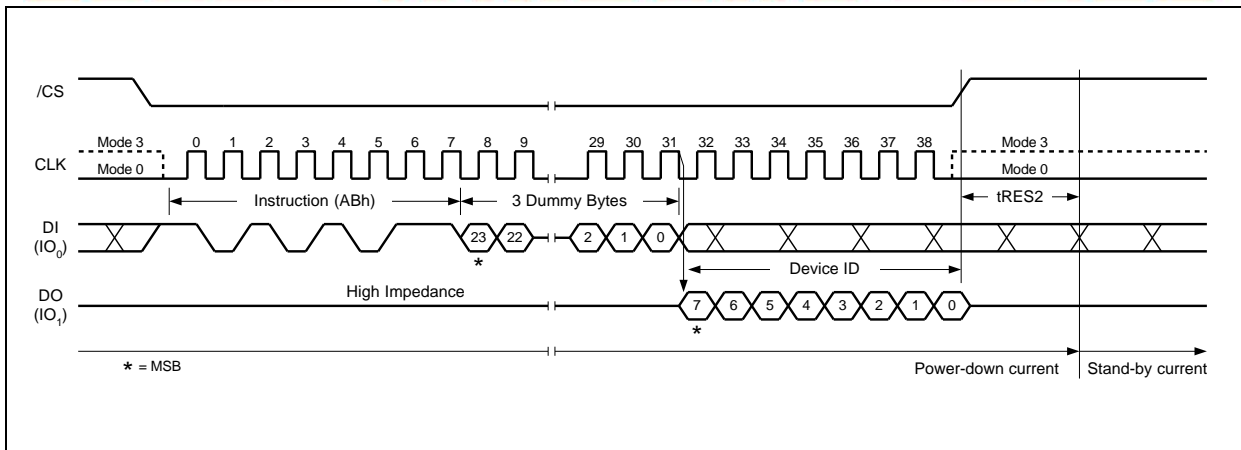 /CS
Mode 3 0 1 2 3 4 5 6 7 8 9 29 30 31 32 33 34 35 36 37 38 Mode 3
CLK
Mode 0 Mode 0
Instruction (ABh) 3 Dummy Bytes tRES2
DI
(IO0)
23 22 2 1 0
*
Device ID
High Impedance
DO
(IO1)
7 6 5 4 3 2 1 0
*
* = MSB
Power-down current Stand-by current